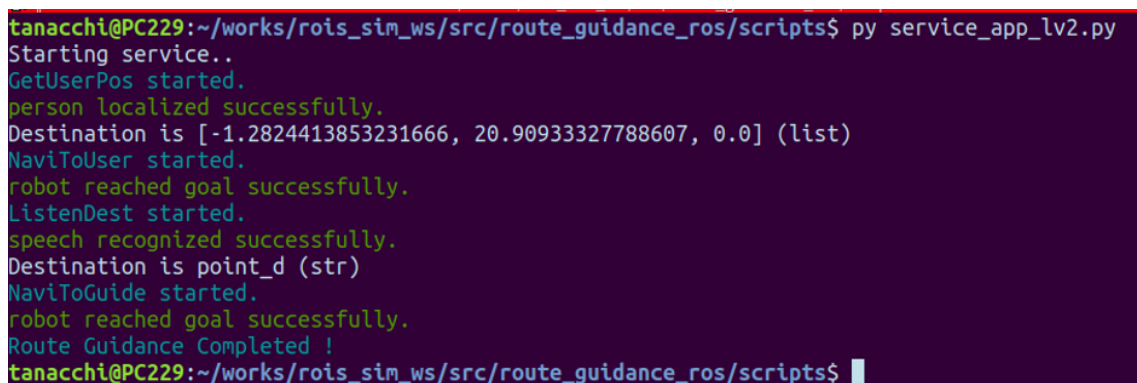 tanacchi@PC229:~/works/rois_sim_ws/src/route_guidance_ros/scripts$ py service_app_lv2.py
Starting service..
GetUserPos started.
person localized successfully.
Destination is [-1.2824413853231666, 20.90933327788607, 0.0] (list)
NaviToUser started.
robot reached goal successfully.
ListenDest started.
speech recognized successfully.
Destination is point_d (str)
NaviToGuide started.
robot reached goal successfully.
Route Guidance Completed !
tanacchi@PC229:~/works/rois_sim_ws/src/route_guidance_ros/scripts$